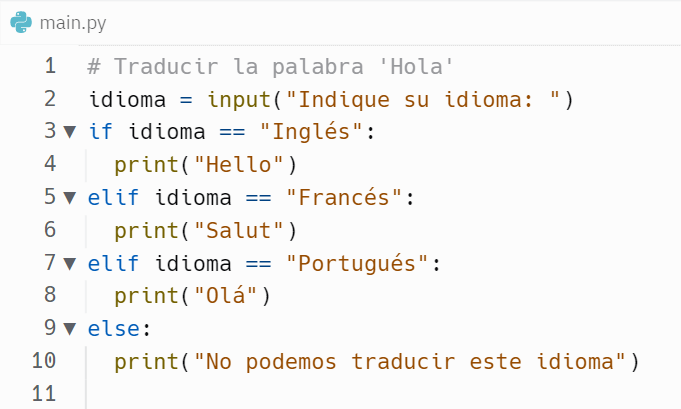 main.py
1 # Traducir la palabra 'Hola'
2 idioma = input("Indique su idioma: ")
3 if idioma == "Inglés":
4 print("Hello")
5 elif idioma == "Francés":
6 print("Salut")
7 elif idioma == "Portugués":
8 print("Olá")
9 else:
10 print("No podemos traducir este idioma")
11